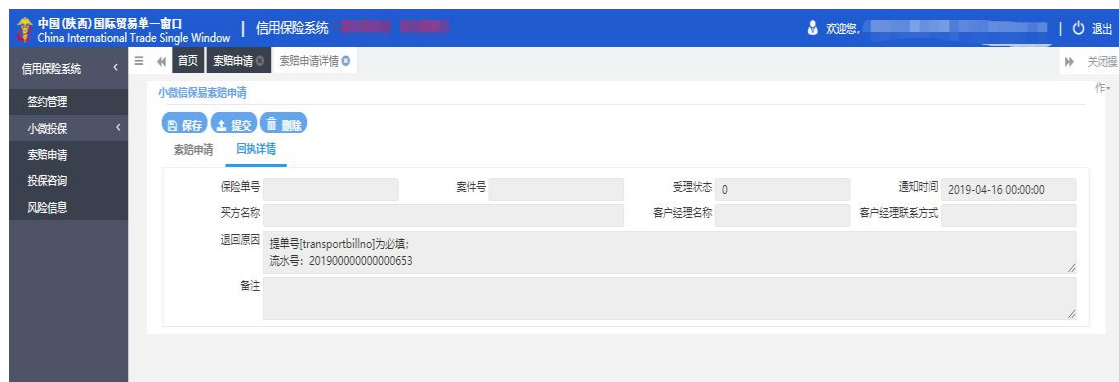 中国(陕西)国际贸易单一窗口
China International Trade Single Window
信用保险系统
欢迎您,
退出
信用保险系统
首页
索赔申请
索赔申请详情
关闭操作
签约管理
小微投保
索赔申请
投保咨询
风险信息
小微信保易索赔申请
保存
提交
删除
索赔申请
回执详情
保险单号
案件号
受理状态 0
通知时间 2019-04-16 00:00:00
买方名称
客户经理名称
客户经理联系方式
退回原因
提单号[transportbillno]为必填;
流水号: 201900000000000653
备注